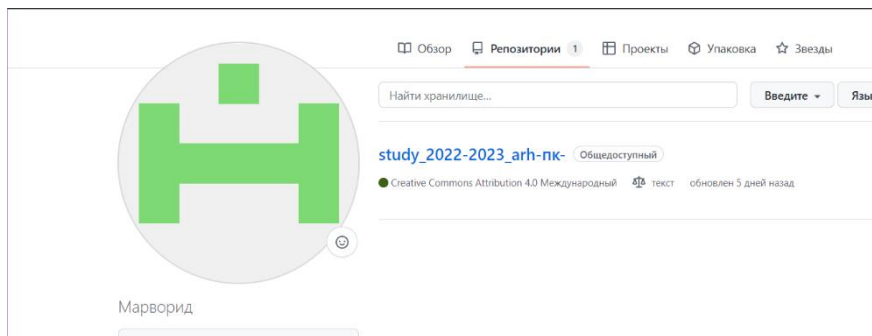 Обзор Репозитории 1 Проекты Упаковка Звезды
Найти хранилище... Введите Язы
study_2022-2023_arh-пк- Общедоступный
Creative Commons Attribution 4.0 Международный текст обновлен 5 дней назад
Марворид